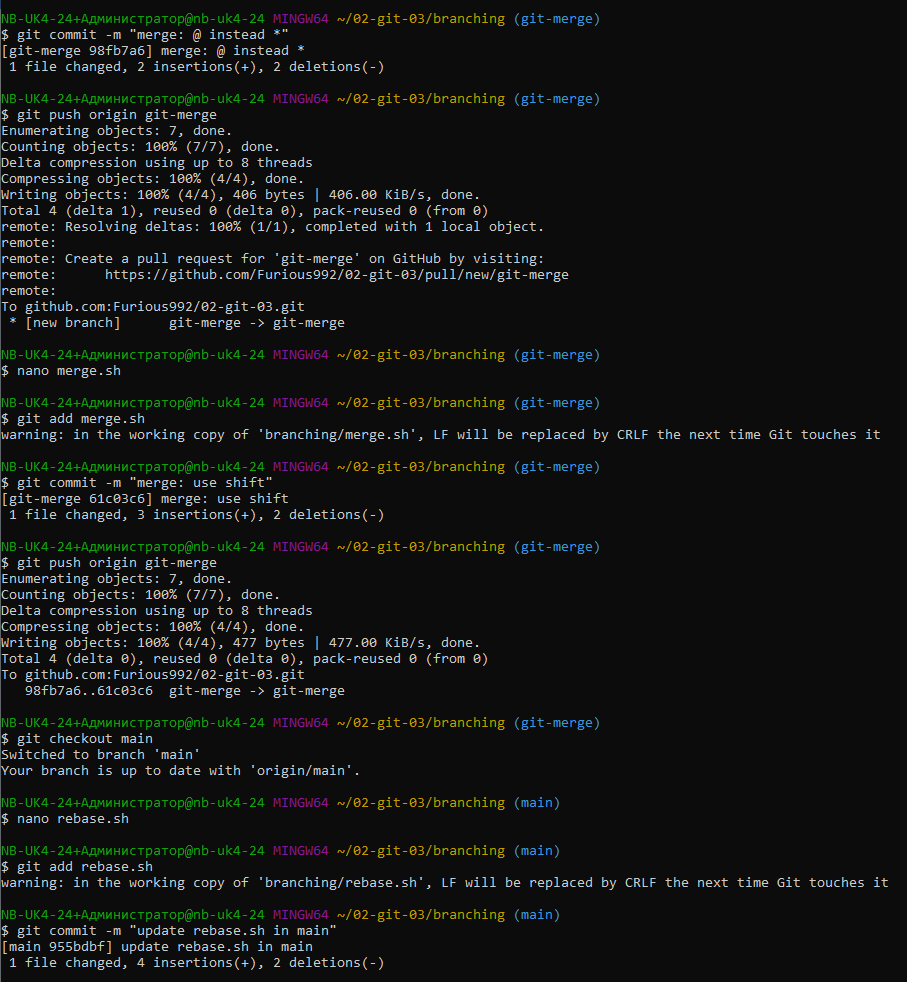 NB-UK4-24+Администратор@nb-uk4-24 MINGW64 ~/02-git-03/branching (git-merge)
$ git commit -m "merge: @ instead *"
[git-merge 98fb7a6] merge: @ instead *
 1 file changed, 2 insertions(+), 2 deletions(-)

NB-UK4-24+Администратор@nb-uk4-24 MINGW64 ~/02-git-03/branching (git-merge)
$ git push origin git-merge
Enumerating objects: 7, done.
Counting objects: 100% (7/7), done.
Delta compression using up to 8 threads
Compressing objects: 100% (4/4), done.
Writing objects: 100% (4/4), 406 bytes | 406.00 KiB/s, done.
Total 4 (delta 1), reused 0 (delta 0), pack-reused 0 (from 0)
remote: Resolving deltas: 100% (1/1), completed with 1 local object.
remote:
remote: Create a pull request for 'git-merge' on GitHub by visiting:
remote:      https://github.com/Furious992/02-git-03/pull/new/git-merge
remote:
To github.com:Furious992/02-git-03.git
 * [new branch]      git-merge -> git-merge

NB-UK4-24+Администратор@nb-uk4-24 MINGW64 ~/02-git-03/branching (git-merge)
$ nano merge.sh

NB-UK4-24+Администратор@nb-uk4-24 MINGW64 ~/02-git-03/branching (git-merge)
$ git add merge.sh
warning: in the working copy of 'branching/merge.sh', LF will be replaced by CRLF the next time Git touches it

NB-UK4-24+Администратор@nb-uk4-24 MINGW64 ~/02-git-03/branching (git-merge)
$ git commit -m "merge: use shift"
[git-merge 61c03c6] merge: use shift
 1 file changed, 3 insertions(+), 2 deletions(-)

NB-UK4-24+Администратор@nb-uk4-24 MINGW64 ~/02-git-03/branching (git-merge)
$ git push origin git-merge
Enumerating objects: 7, done.
Counting objects: 100% (7/7), done.
Delta compression using up to 8 threads
Compressing objects: 100% (4/4), done.
Writing objects: 100% (4/4), 477 bytes | 477.00 KiB/s, done.
Total 4 (delta 0), reused 0 (delta 0), pack-reused 0 (from 0)
To github.com:Furious992/02-git-03.git
   98fb7a6..61c03c6  git-merge -> git-merge

NB-UK4-24+Администратор@nb-uk4-24 MINGW64 ~/02-git-03/branching (git-merge)
$ git checkout main
Switched to branch 'main'
Your branch is up to date with 'origin/main'.

NB-UK4-24+Администратор@nb-uk4-24 MINGW64 ~/02-git-03/branching (main)
$ nano rebase.sh

NB-UK4-24+Администратор@nb-uk4-24 MINGW64 ~/02-git-03/branching (main)
$ git add rebase.sh
warning: in the working copy of 'branching/rebase.sh', LF will be replaced by CRLF the next time Git touches it

NB-UK4-24+Администратор@nb-uk4-24 MINGW64 ~/02-git-03/branching (main)
$ git commit -m "update rebase.sh in main"
[main 955bdbf] update rebase.sh in main
 1 file changed, 4 insertions(+), 2 deletions(-)